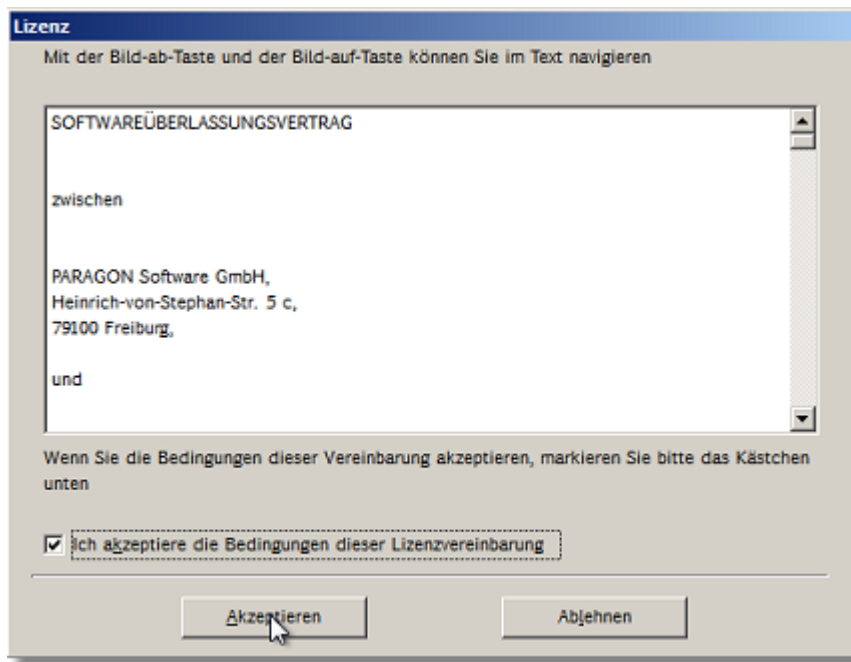 Lizenz
Mit der Bild-ab-Taste und der Bild-auf-Taste können Sie im Text navigieren
SOFTWAREÜBERLASSUNGSVERTRAG
zwischen
PARAGON Software GmbH,
Heinrich-von-Stephan-Str. 5 c,
79100 Freiburg,
und
Wenn Sie die Bedingungen dieser Vereinbarung akzeptieren, markieren Sie bitte das Kästchen
unten
Ich akzeptiere die Bedingungen dieser Lizenzvereinbarung
Akzeptieren Ablehnen